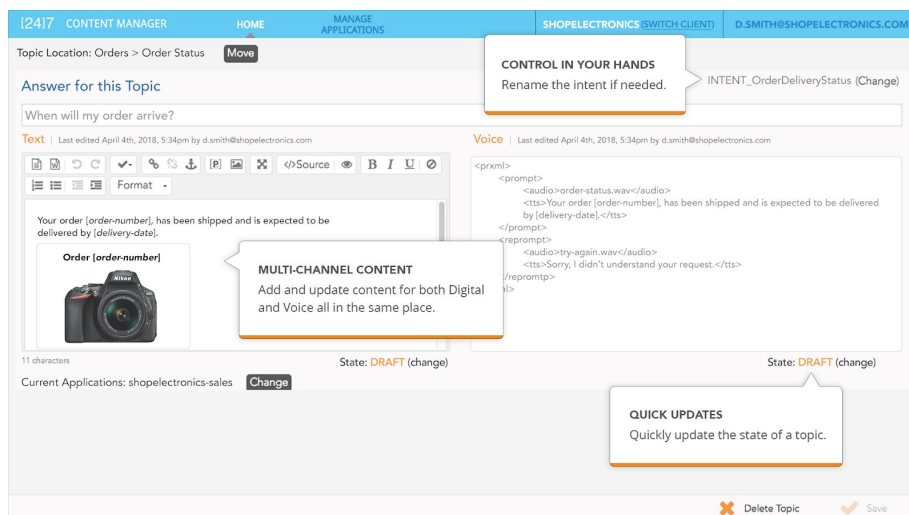 [24]7 CONTENT MANAGER HOME MANAGE APPLICATIONS SHOPELECTRONICS (SWITCH CLIENT) D.SMITH@SHOPELECTRONICS.COM
Topic Location: Orders > Order Status Move
CONTROL IN YOUR HANDS
Rename the intent if needed.
INTENT_OrderDeliveryStatus (Change)
Answer for this Topic
When will my order arrive?
Text | Last edited April 4th, 2018, 5:34pm by d.smith@shopelectronics.com
</>Source B I U
Format
Your order [order-number], has been shipped and is expected to be
delivered by [delivery-date].
Order [order-number]
Nikon
11 characters
State: DRAFT (change)
MULTI-CHANNEL CONTENT
Add and update content for both Digital
and Voice all in the same place.
Voice | Last edited April 4th, 2018, 5:34pm by d.smith@shopelectronics.com
<prxml>
<prompt>
<audio>order-status.wav</audio>
<tts>Your order [order-number], has been shipped and is expected to be delivered
by [delivery-date].</tts>
</prompt>
<reprompt>
<audio>try-again.wav</audio>
<tts>Sorry, I didn't understand your request.</tts>
/repromtp>
State: DRAFT (change)
Current Applications: shopelectronics-sales Change
QUICK UPDATES
Quickly update the state of a topic.
Delete Topic Save